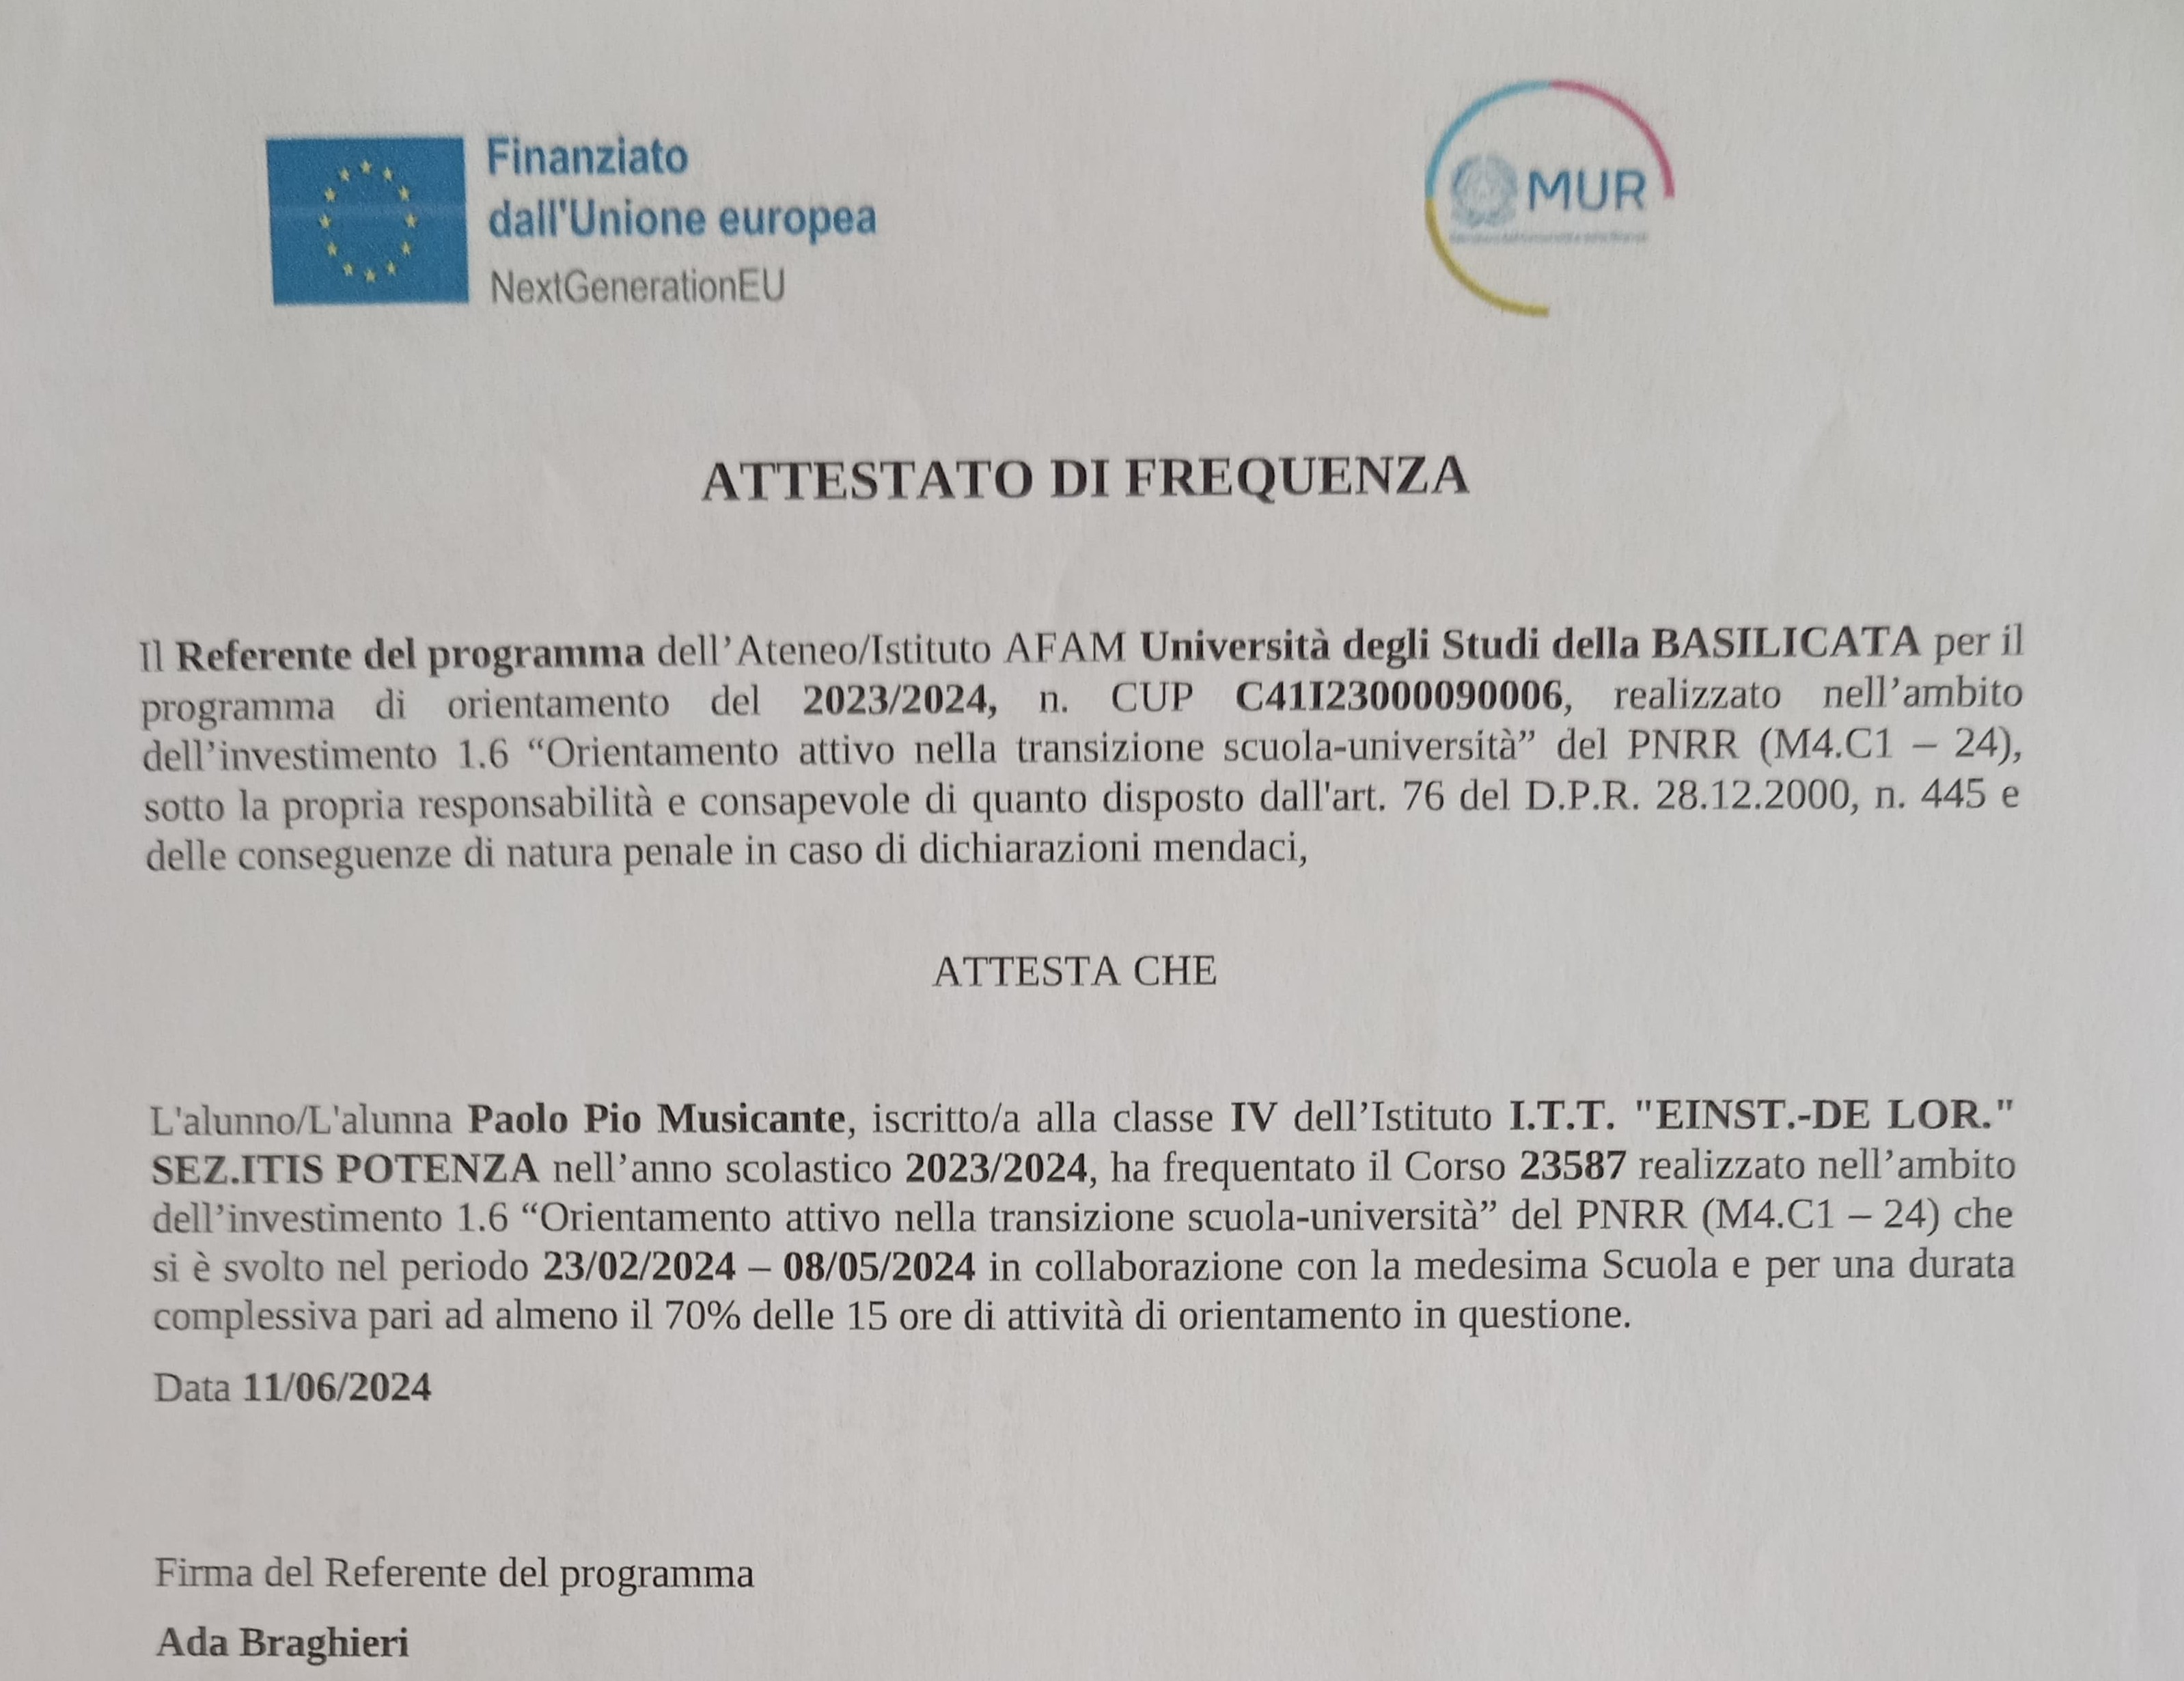 Finanziato
dall'Unione europea
NextGenerationEU
MUR
ATTESTATO DI FREQUENZA
Il Referente del programma dell’Ateneo/Istituto AFAM Università degli Studi della BASILICATA per il
programma di orientamento del 2023/2024, n. CUP C41I23000090006, realizzato nell’ambito
dell’investimento 1.6 “Orientamento attivo nella transizione scuola-università” del PNRR (M4.C1 – 24),
sotto la propria responsabilità e consapevole di quanto disposto dall'art. 76 del D.P.R. 28.12.2000, n. 445 e
delle conseguenze di natura penale in caso di dichiarazioni mendaci,
ATTESTA CHE
L'alunno/L'alunna Paolo Pio Musicante, iscritto/a alla classe IV dell’Istituto I.T.T. "EINST.-DE LOR."
SEZ.ITIS POTENZA nell’anno scolastico 2023/2024, ha frequentato il Corso 23587 realizzato nell’ambito
dell’investimento 1.6 “Orientamento attivo nella transizione scuola-università” del PNRR (M4.C1 – 24) che
si è svolto nel periodo 23/02/2024 – 08/05/2024 in collaborazione con la medesima Scuola e per una durata
complessiva pari ad almeno il 70% delle 15 ore di attività di orientamento in questione.
Data 11/06/2024
Firma del Referente del programma
Ada Braghieri